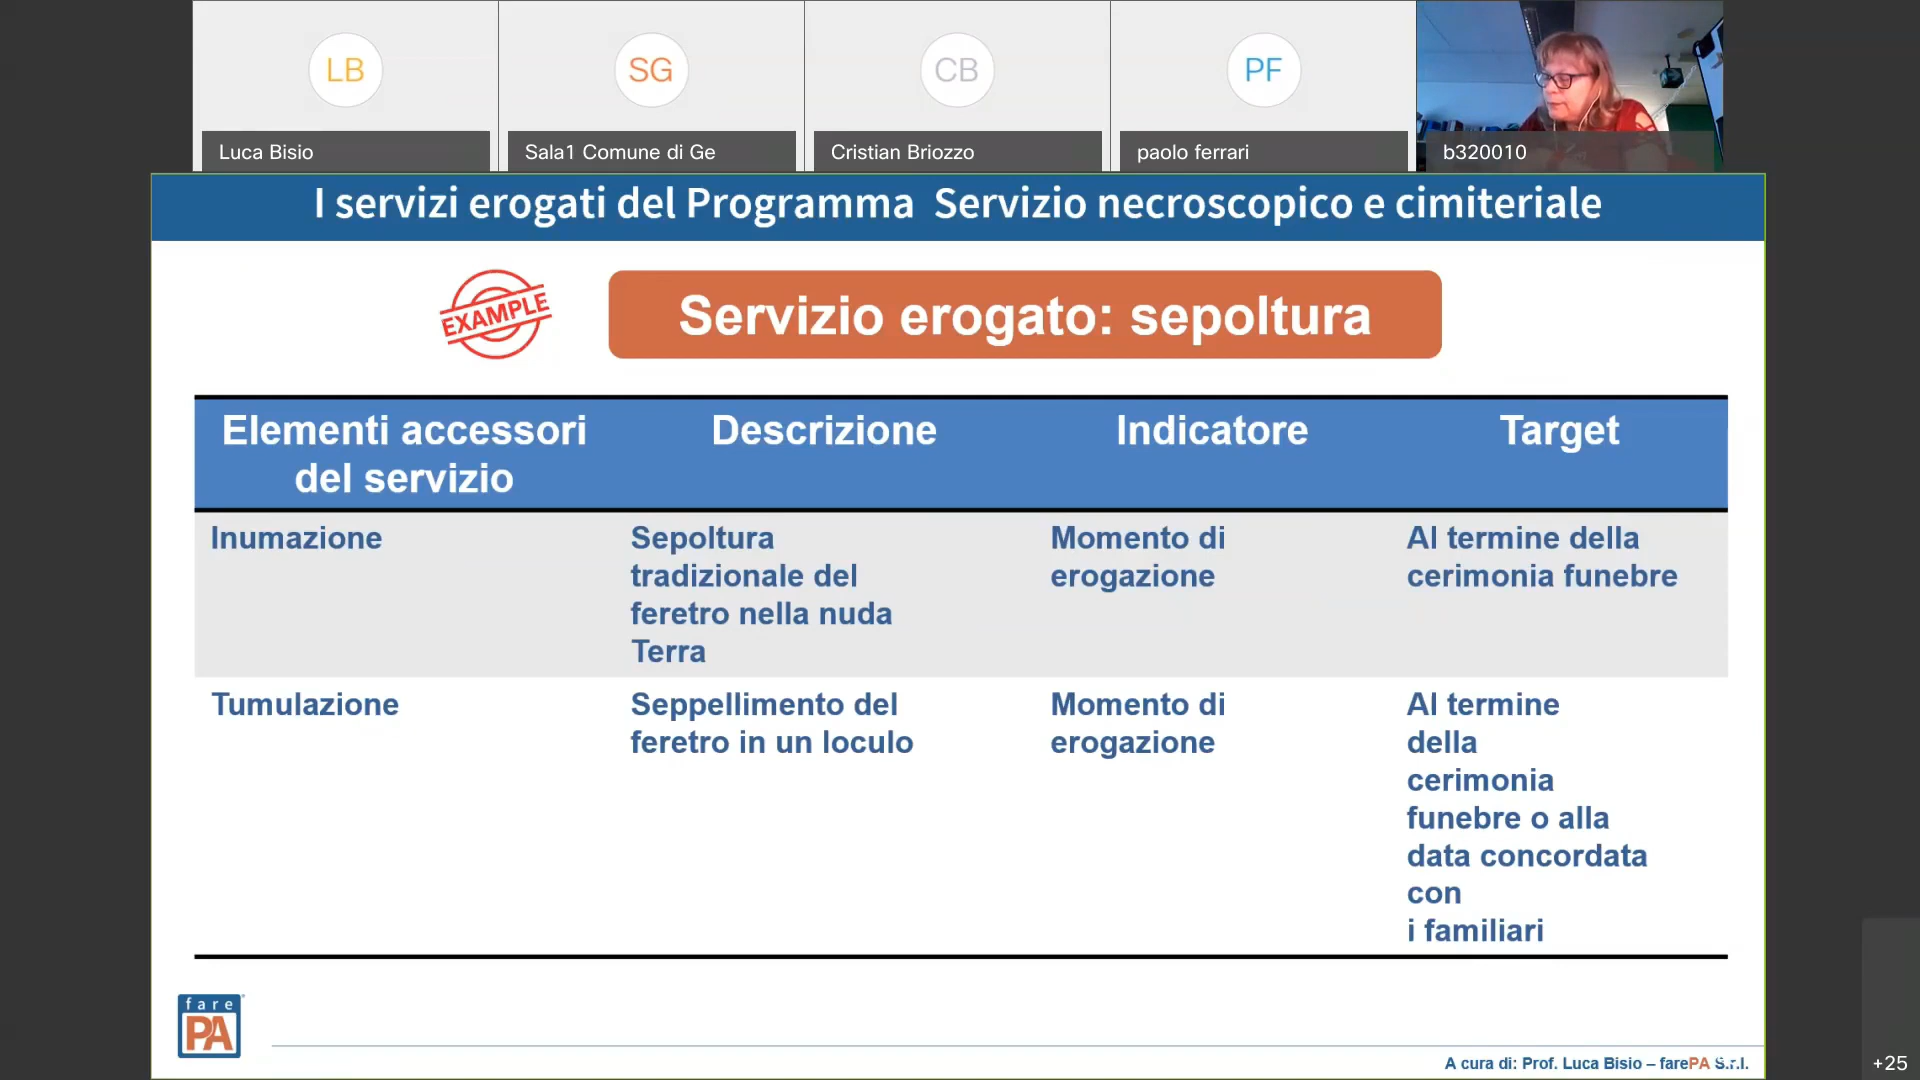 LB
SG
CB
PF
Luca Bisio
Sala1 Comune di Ge
Cristian Briozzo
paolo ferrari
b320010
I servizi erogati del Programma Servizio necroscopico e cimiteriale
EXAMPLE
Servizio erogato: sepoltura
Elementi accessori
del servizio
Descrizione
Indicatore
Target
Inumazione
Sepoltura
tradizionale del
feretro nella nuda
Terra
Momento di
erogazione
Al termine della
cerimonia funebre
Tumulazione
Seppellimento del
feretro in un loculo
Momento di
erogazione
Al termine
della
cerimonia
funebre o alla
data concordata
con
i familiari
fare
PA
A cura di: Prof. Luca Bisio – farePA S.r.l.
+25